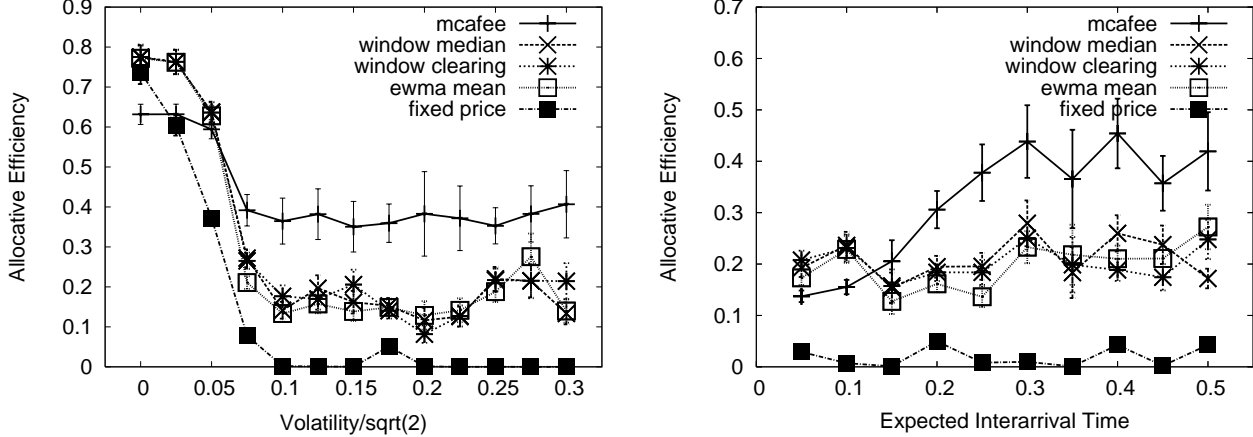 Allocative Efficiency
0.9
0.8
0.7
0.6
0.5
0.4
0.3
0.2
0.1
0
0 0.05 0.1 0.15 0.2 0.25 0.3
Volatility/sqrt(2)
mcafee
window median
window clearing
ewma mean
fixed price
Allocative Efficiency
0.7
0.6
0.5
0.4
0.3
0.2
0.1
0
0 0.1 0.2 0.3 0.4 0.5
Expected Interarrival Time
mcafee
window median
window clearing
ewma mean
fixed price